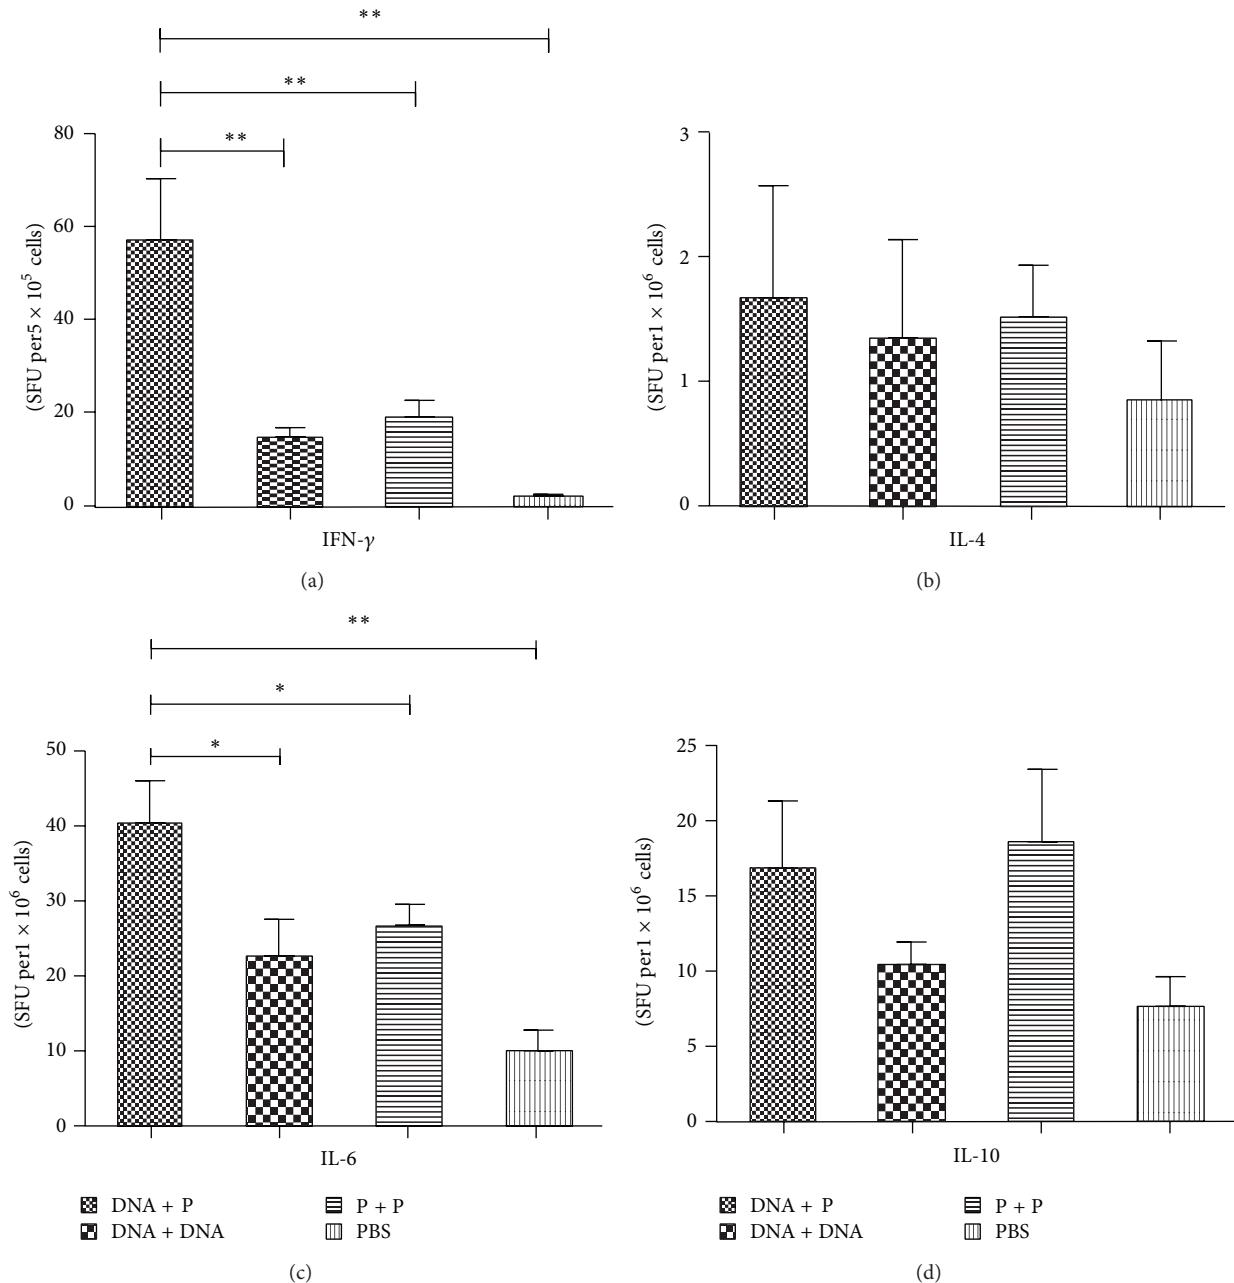 **
**
**
80
60
40
20
0
(SFU per5 × 10⁵ cells)
IFN-γ
(a)
3
2
1
0
(SFU per1 × 10⁶ cells)
IL-4
(b)
**
*
*
50
40
30
20
10
0
(SFU per1 × 10⁶ cells)
IL-6
DNA + P
P + P
DNA + DNA
PBS
(c)
25
20
15
10
5
0
(SFU per1 × 10⁶ cells)
IL-10
DNA + P
P + P
DNA + DNA
PBS
(d)